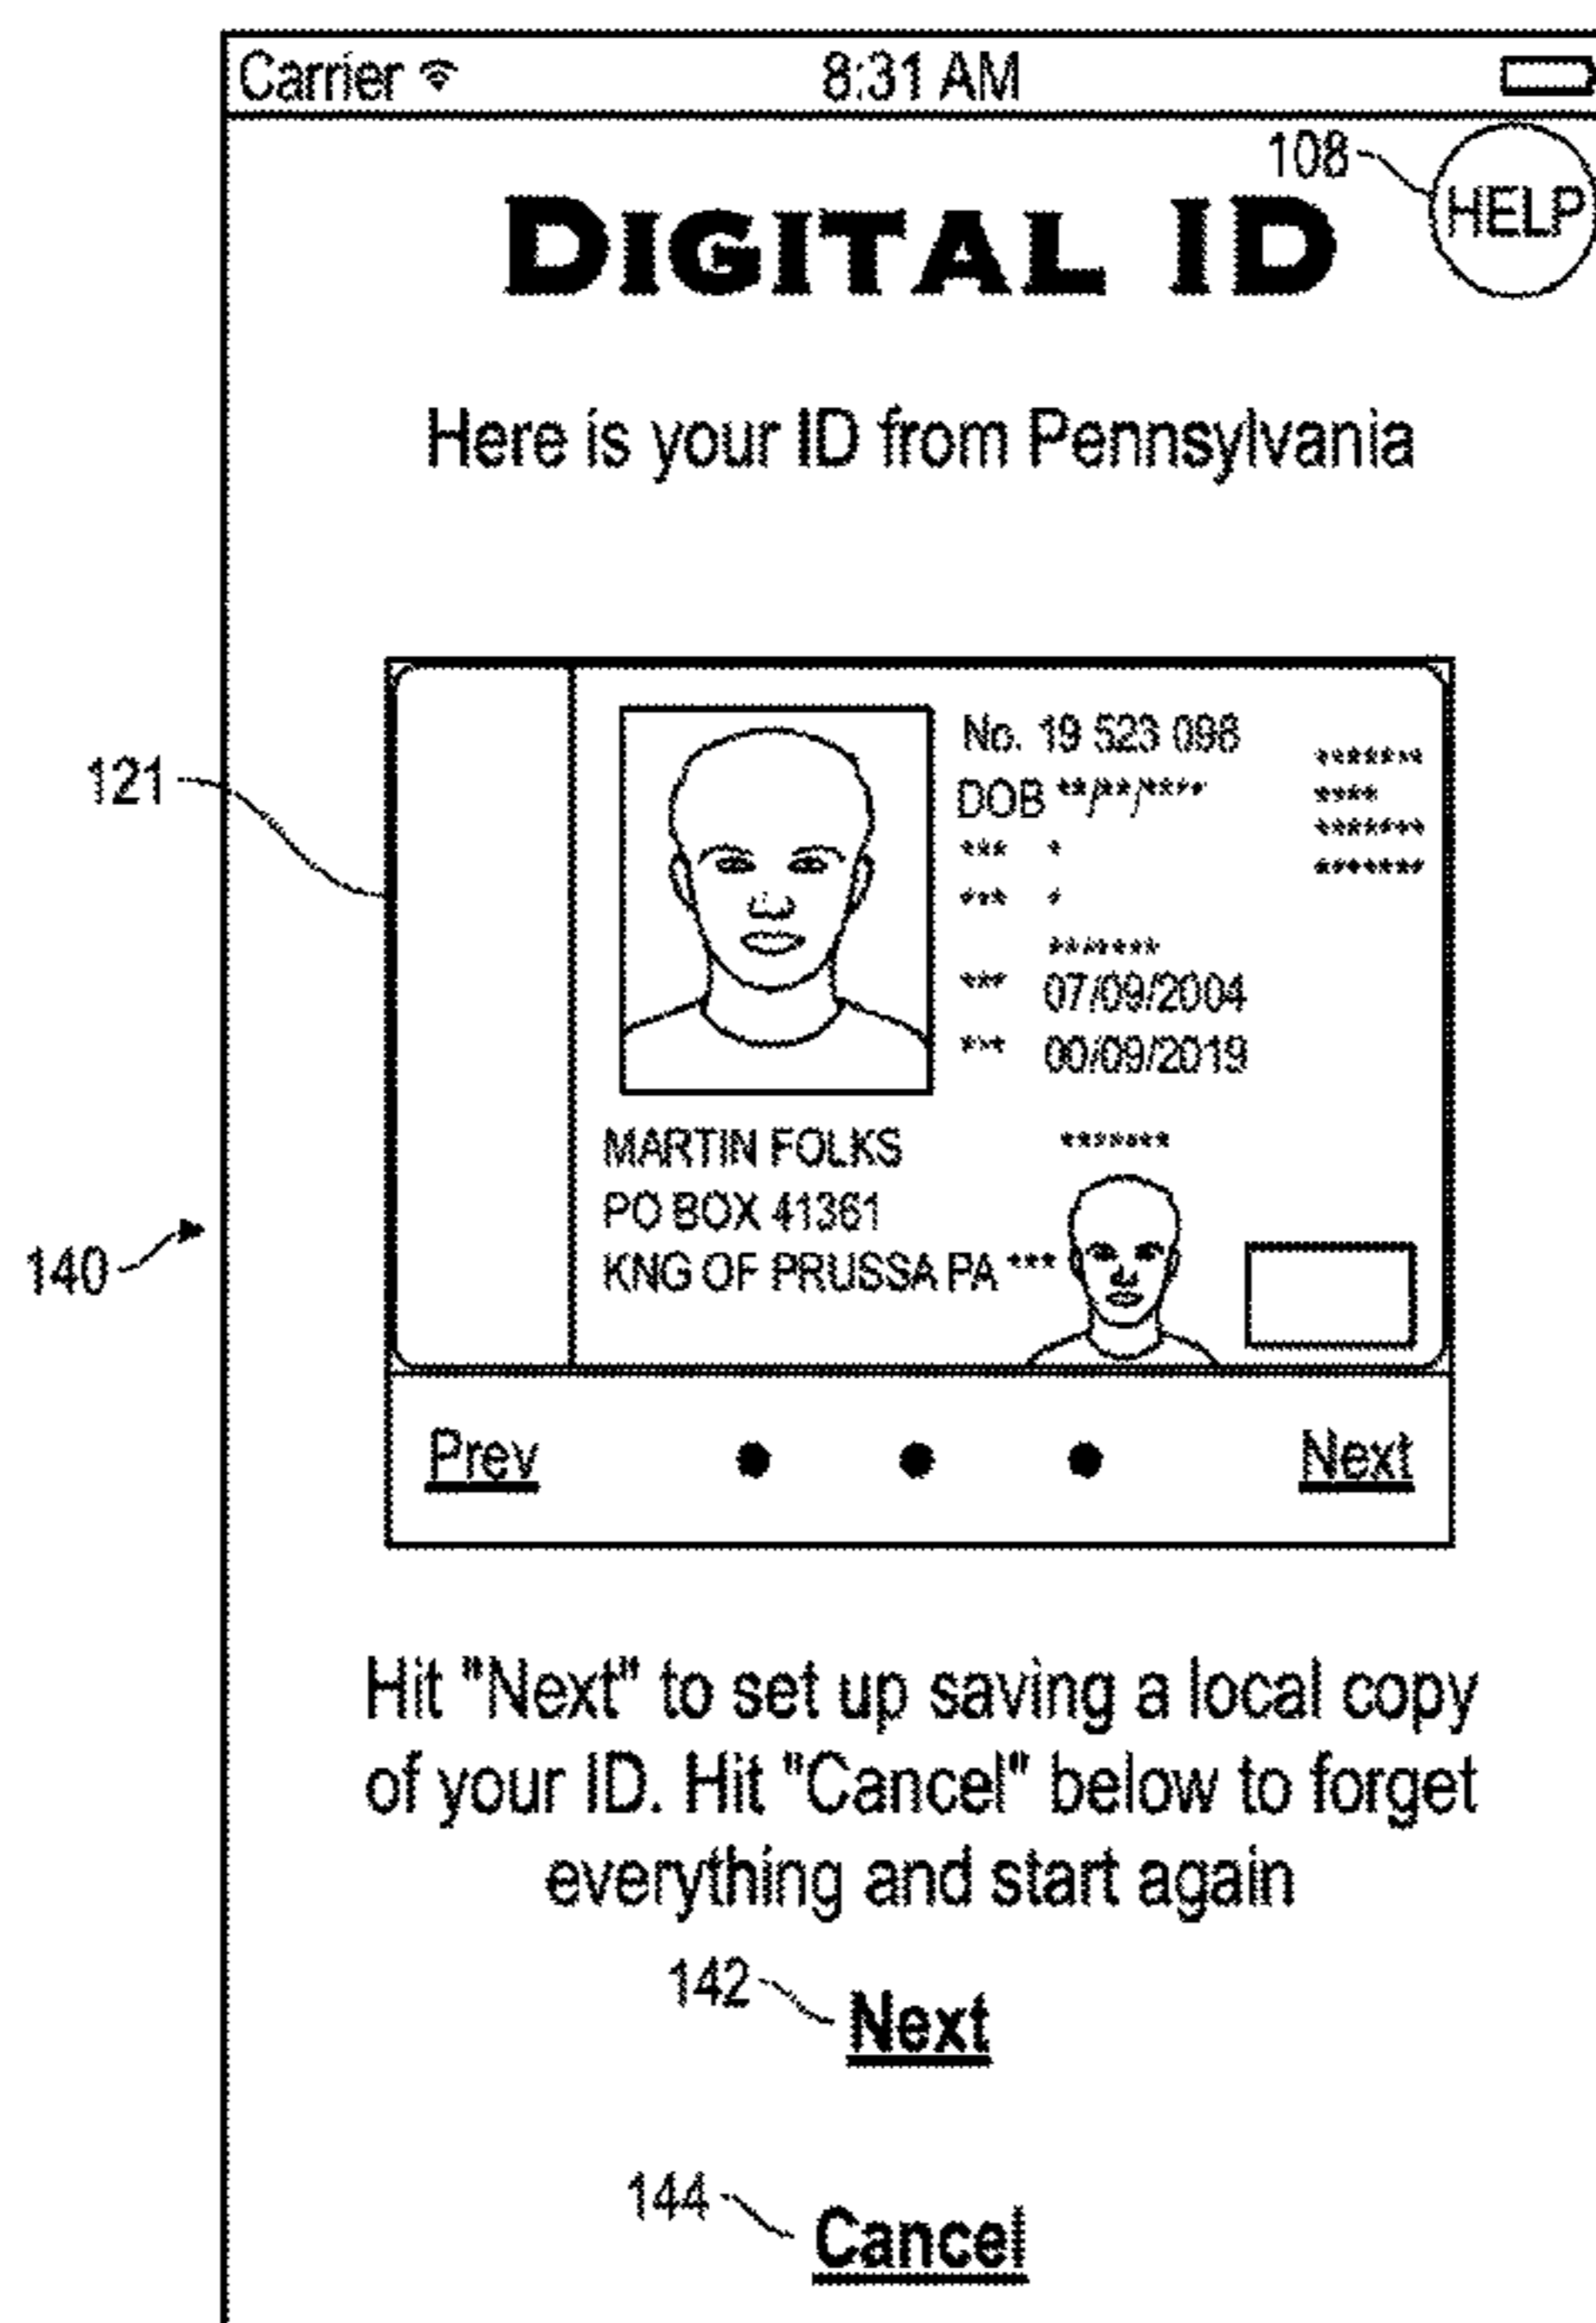 Carrier 8:31 AM
108
HELP
DIGITAL ID
Here is your ID from Pennsylvania
121
No. 19 523 098
DOB **/**/****
*** *
*** *
*******
*** 07/09/2004
*** 00/09/2019
*******
****
*******
*******
MARTIN FOLKS
PO BOX 41361
KNG OF PRUSSA PA ***
*******
140
Prev Next
Hit "Next" to set up saving a local copy
of your ID. Hit "Cancel" below to forget
everything and start again
142
Next
144
Cancel